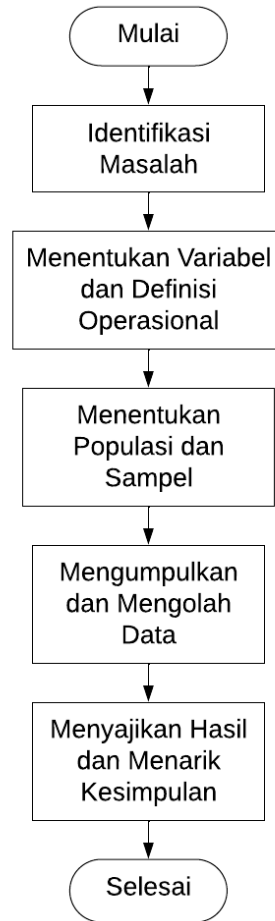 Mulai
Identifikasi
Masalah
Menentukan Variabel
dan Definisi
Operasional
Menentukan
Populasi dan
Sampel
Mengumpulkan
dan Mengolah
Data
Menyajikan Hasil
dan Menarik
Kesimpulan
Selesai